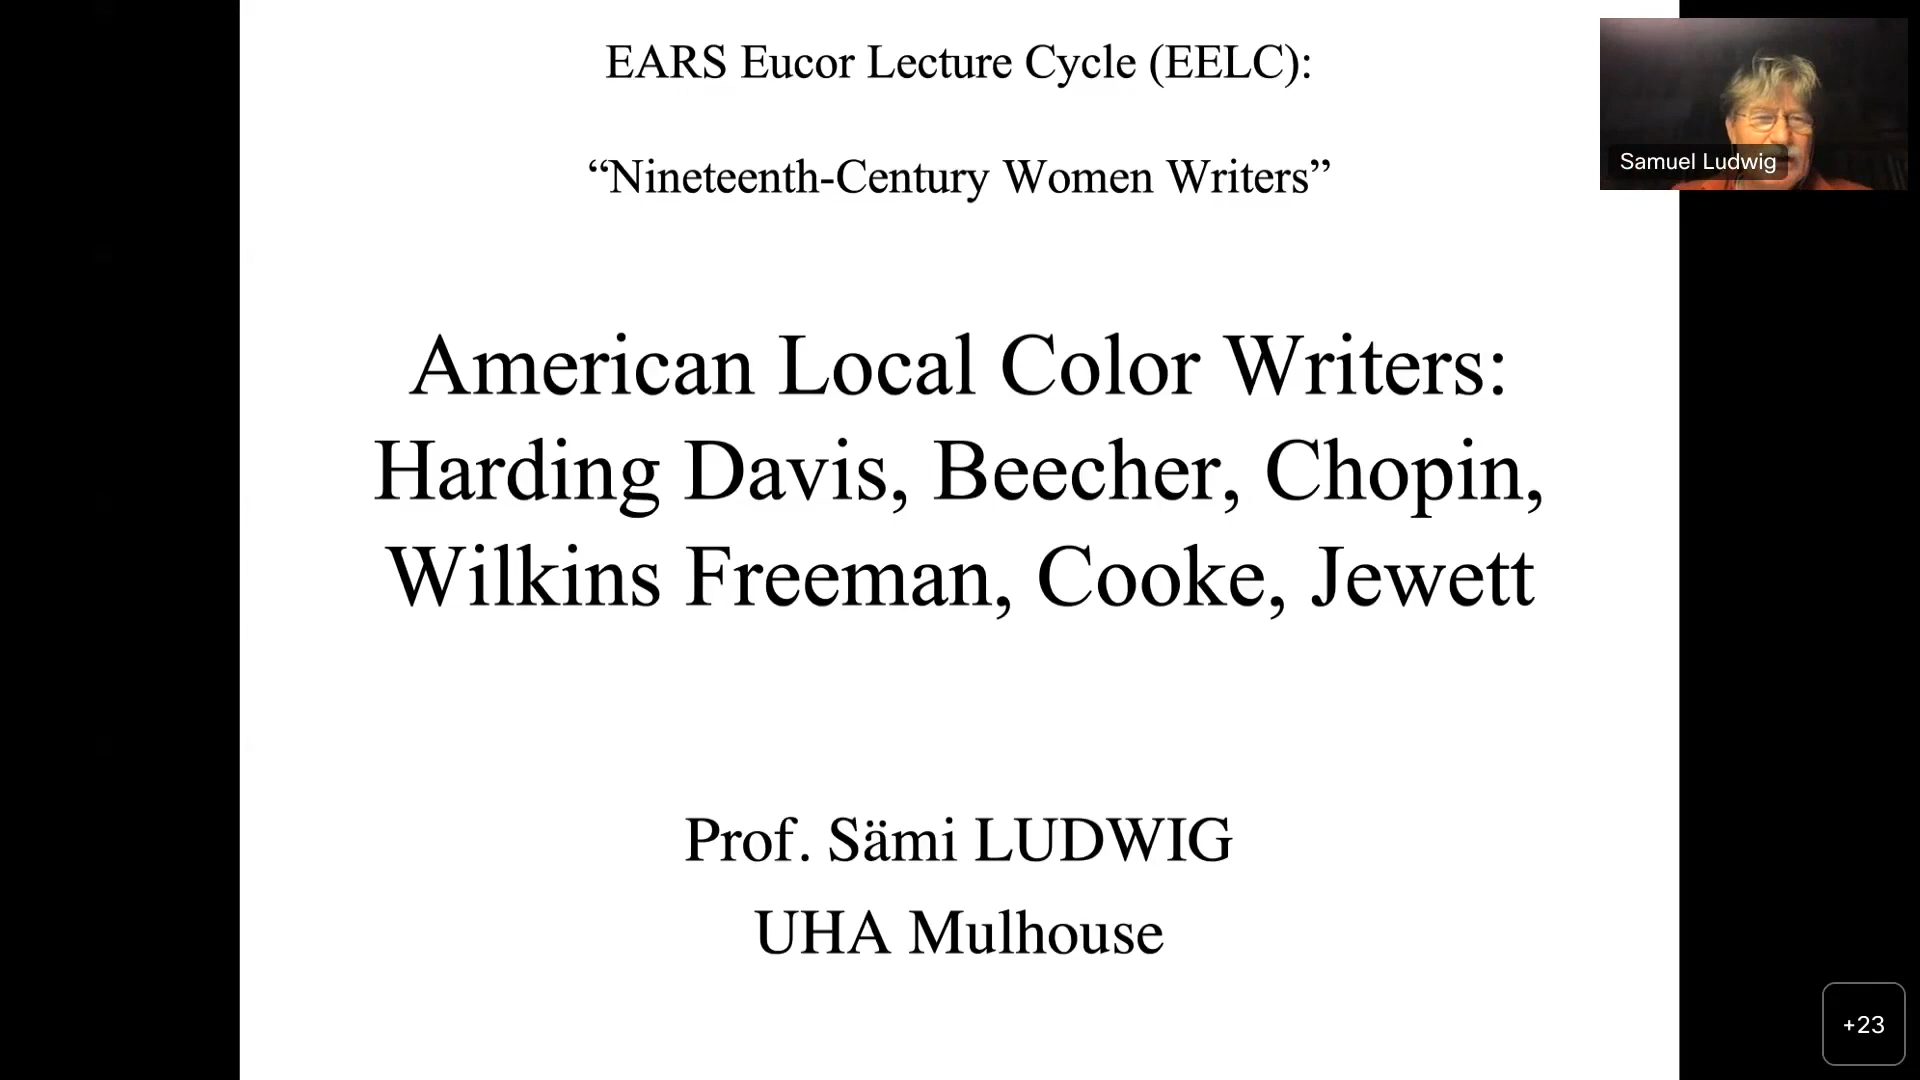 EARS Eucor Lecture Cycle (EELC):
“Nineteenth-Century Women Writers”
American Local Color Writers:
Harding Davis, Beecher, Chopin,
Wilkins Freeman, Cooke, Jewett
Prof. Sämi LUDWIG
UHA Mulhouse
Samuel Ludwig
+23